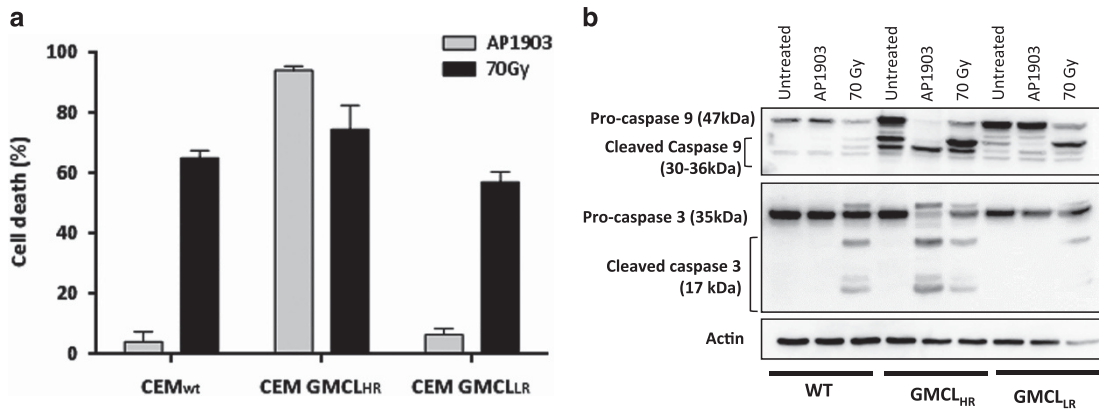 a
AP1903
70Gy
100
80
60
40
20
0
Cell death (%)
CEMwt
CEM GMCLHR
CEM GMCLLR
b
Untreated
AP1903
70 Gy
Untreated
AP1903
70 Gy
Untreated
AP1903
70 Gy
Pro-caspase 9 (47kDa)
Cleaved Caspase 9
(30-36kDa)
Pro-caspase 3 (35kDa)
Cleaved caspase 3
(17 kDa)
Actin
WT
GMCLHR
GMCLLR